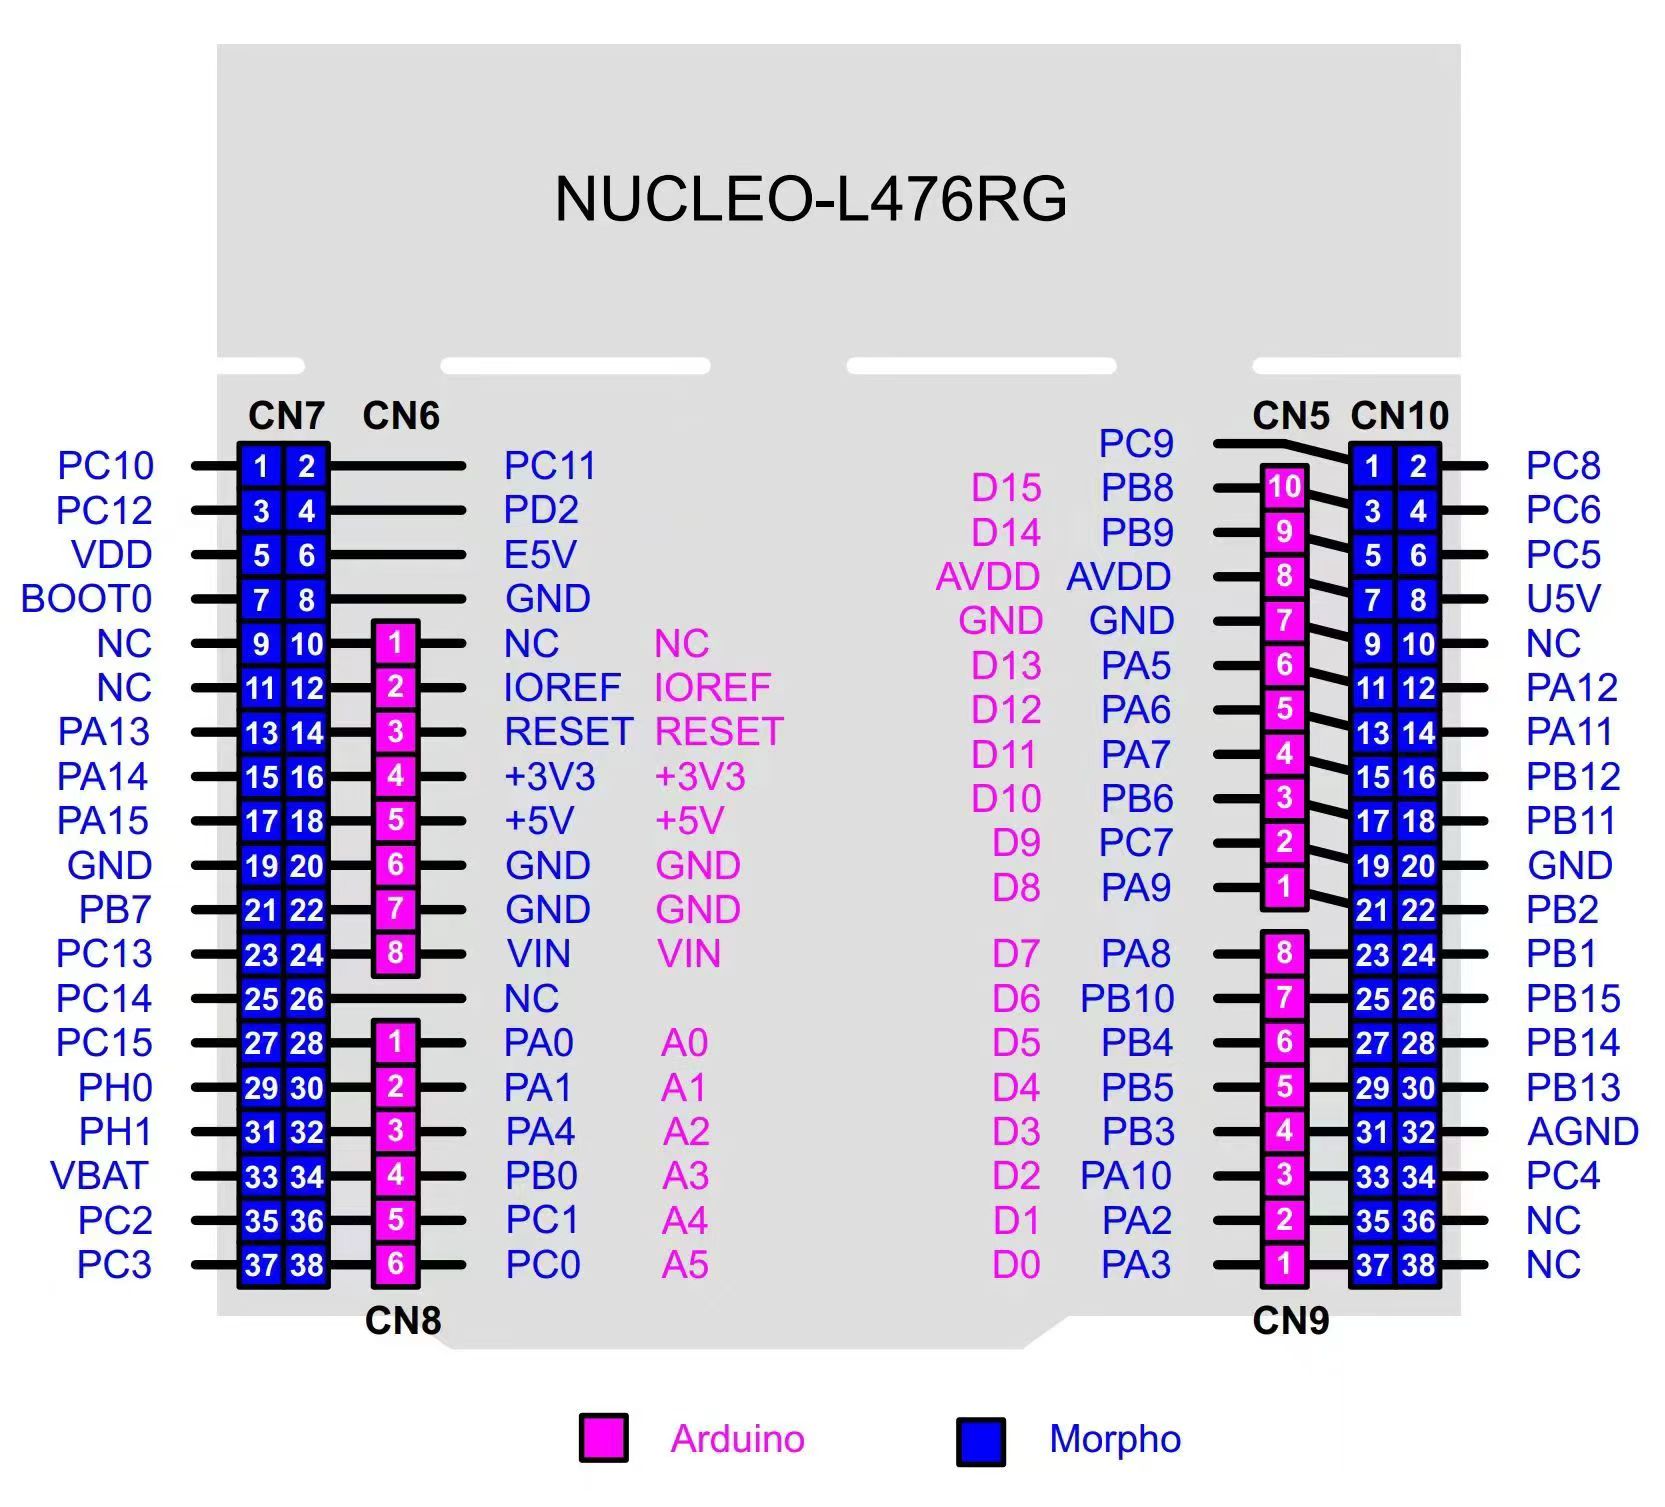 NUCLEO-L476RG
CN7 CN6 CN5 CN10
PC9
PC10 1 2 PC11 1 2 PC8
D15 PB8 10
PC12 3 4 PD2 3 4 PC6
D14 PB9 9
VDD 5 6 E5V 5 6 PC5
AVDD AVDD 8
BOOT0 7 8 GND 7 8 U5V
GND GND 7
NC 9 10 1 NC NC 9 10 NC
D13 PA5 6
NC 11 12 2 IOREF IOREF 11 12 PA12
D12 PA6 5
PA13 13 14 3 RESET RESET 13 14 PA11
D11 PA7 4
PA14 15 16 4 +3V3 +3V3 15 16 PB12
D10 PB6 3
PA15 17 18 5 +5V +5V 17 18 PB11
D9 PC7 2
GND 19 20 6 GND GND 19 20 GND
D8 PA9 1
PB7 21 22 7 GND GND 21 22 PB2
PC13 23 24 8 VIN VIN D7 PA8 8 23 24 PB1
PC14 25 26 NC D6 PB10 7 25 26 PB15
PC15 27 28 1 PA0 A0 D5 PB4 6 27 28 PB14
PH0 29 30 2 PA1 A1 D4 PB5 5 29 30 PB13
PH1 31 32 3 PA4 A2 D3 PB3 4 31 32 AGND
VBAT 33 34 4 PB0 A3 D2 PA10 3 33 34 PC4
PC2 35 36 5 PC1 A4 D1 PA2 2 35 36 NC
PC3 37 38 6 PC0 A5 D0 PA3 1 37 38 NC
CN8 CN9
Arduino Morpho